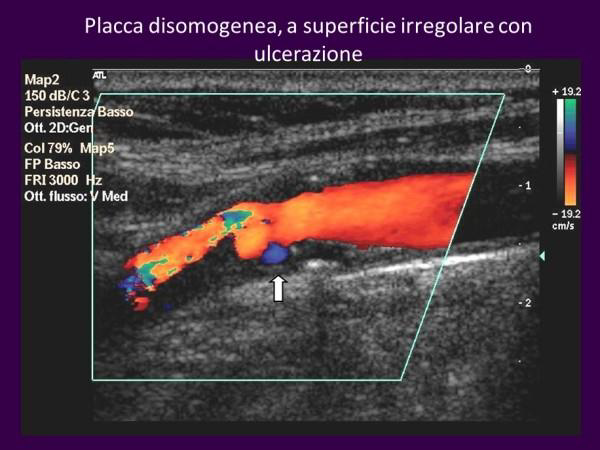 Placca disomogenea, a superficie irregolare con
ulcerazione
ATL
Map2
150 dB/C 3
Persistenza Basso
Ott. 2D:Gen
Col 79% Map5
FP Basso
FRI 3000 Hz
Ott. flusso: V Med
0
1
2
+ 19.2
- 19.2
cm/s